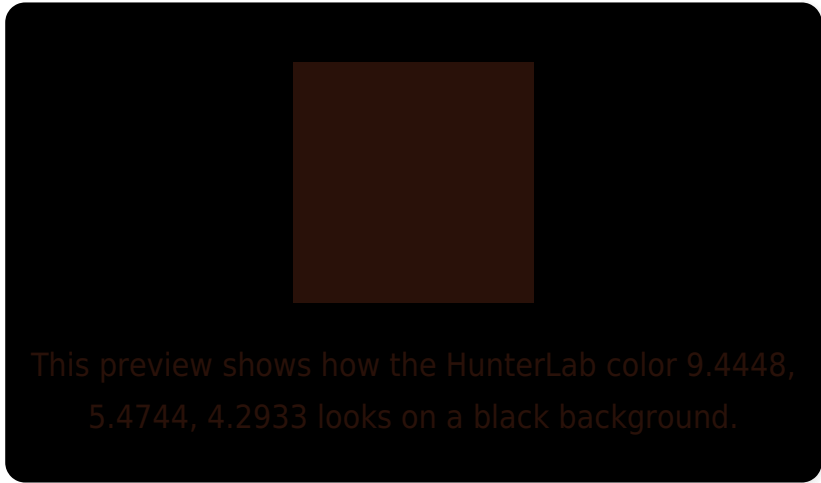 This preview shows how the HunterLab color 9.4448,
5.4744, 4.2933 looks on a black background.